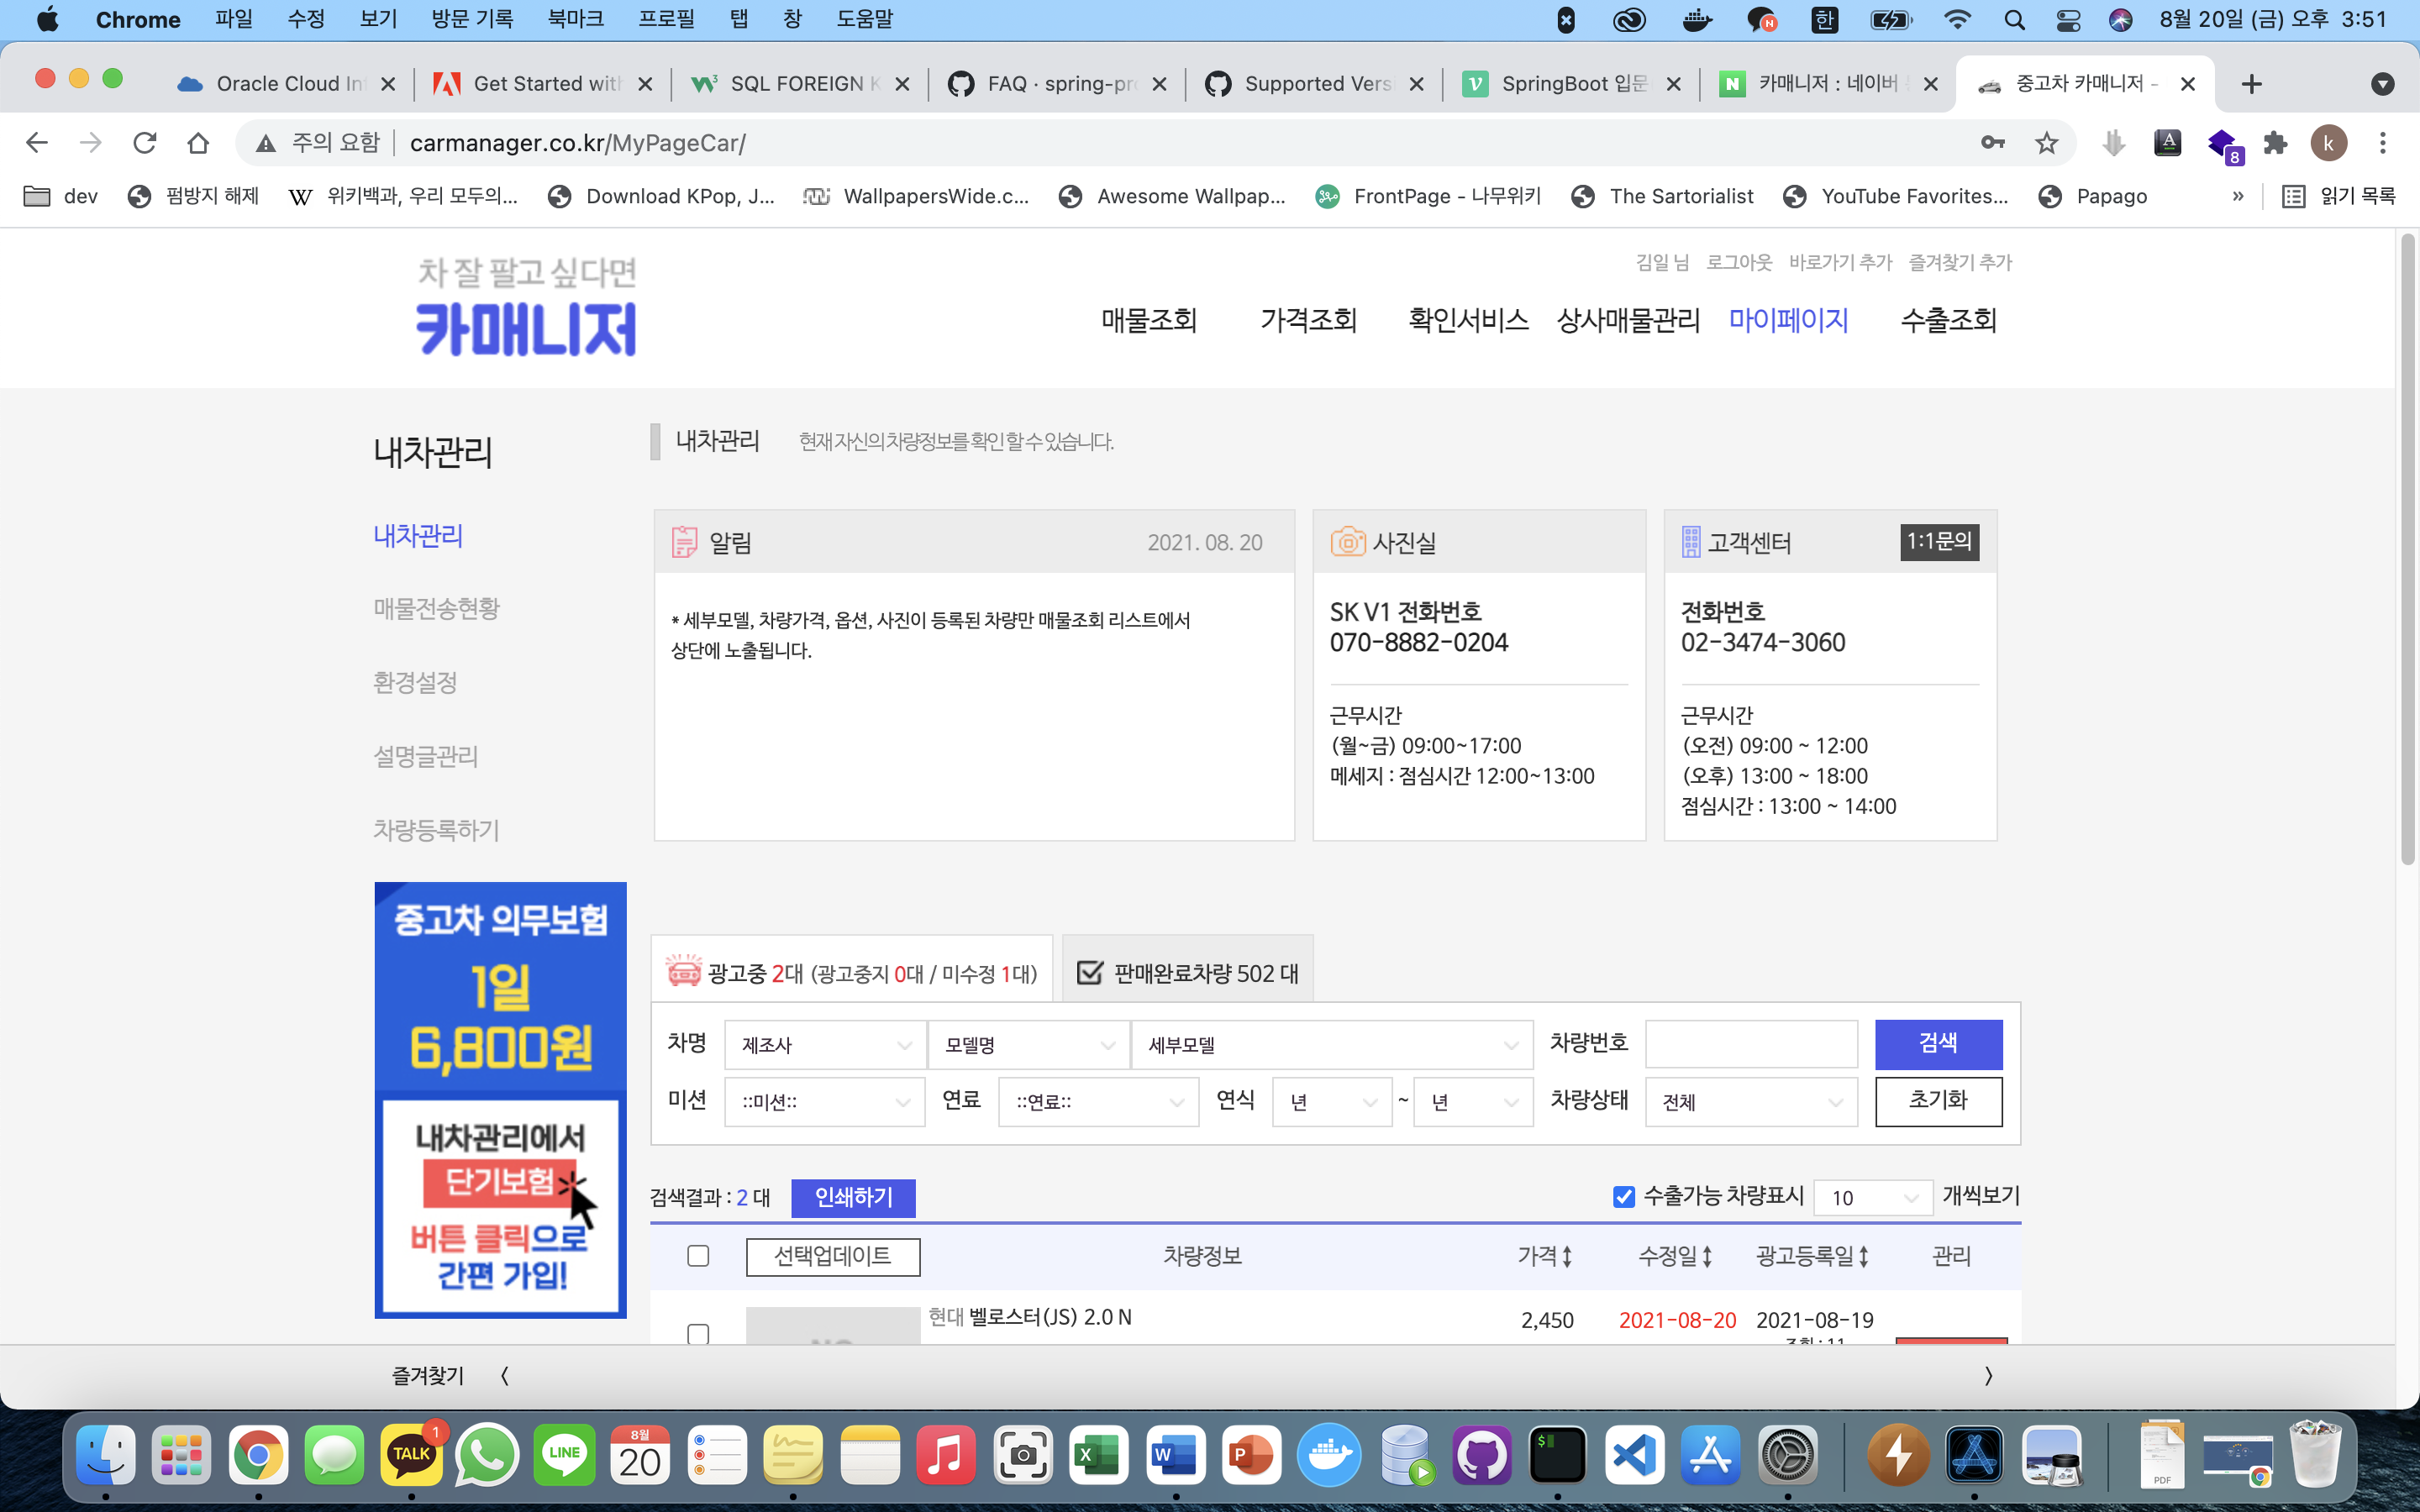 Chrome 파일 수정 보기 방문 기록 북마크 프로필 탭 창 도움말 한 8월 20일 (금) 오후 3:51
Oracle Cloud In Get Started with SQL FOREIGN K FAQ · spring-pro Supported Vers SpringBoot 입문 카매니저 : 네이버 중고차 카매니저 -
주의 요함 carmanager.co.kr/MyPageCar/ A 8 k
dev 펌방지 해제 W 위키백과, 우리 모두의... Download KPop, J... WallpapersWide.c... Awesome Wallpap... FrontPage - 나무위키 The Sartorialist YouTube Favorites... Papago » 읽기 목록
차 잘 팔고 싶다면
카매니저
김일 님 로그아웃 바로가기 추가 즐겨찾기 추가
매물조회 가격조회 확인서비스 상사매물관리 마이페이지 수출조회
내차관리
내차관리
매물전송현황
환경설정
설명글관리
차량등록하기
중고차 의무보험
1일
6,800원
내차관리에서
단기보험
버튼 클릭으로
간편 가입!
내차관리 현재 자신의 차량정보를 확인 할 수 있습니다.
알림 2021. 08. 20
* 세부모델, 차량가격, 옵션, 사진이 등록된 차량만 매물조회 리스트에서
상단에 노출됩니다.
사진실
SK V1 전화번호
070-8882-0204
근무시간
(월~금) 09:00~17:00
메세지 : 점심시간 12:00~13:00
고객센터 1:1문의
전화번호
02-3474-3060
근무시간
(오전) 09:00 ~ 12:00
(오후) 13:00 ~ 18:00
점심시간 : 13:00 ~ 14:00
광고중 2대 (광고중지 0대 / 미수정 1대) 판매완료차량 502 대
차명 제조사 모델명 세부모델 차량번호 검색
미션 ::미션:: 연료 ::연료:: 연식 년 ~ 년 차량상태 전체 초기화
검색결과 : 2 대 인쇄하기 수출가능 차량표시 10 개씩보기
선택업데이트 차량정보 가격 수정일 광고등록일 관리
현대 벨로스터(JS) 2.0 N 2,450 2021-08-20 2021-08-19
즐겨찾기 〈 〉
TALK 1 LINE 8월 20 X W P $ PDF